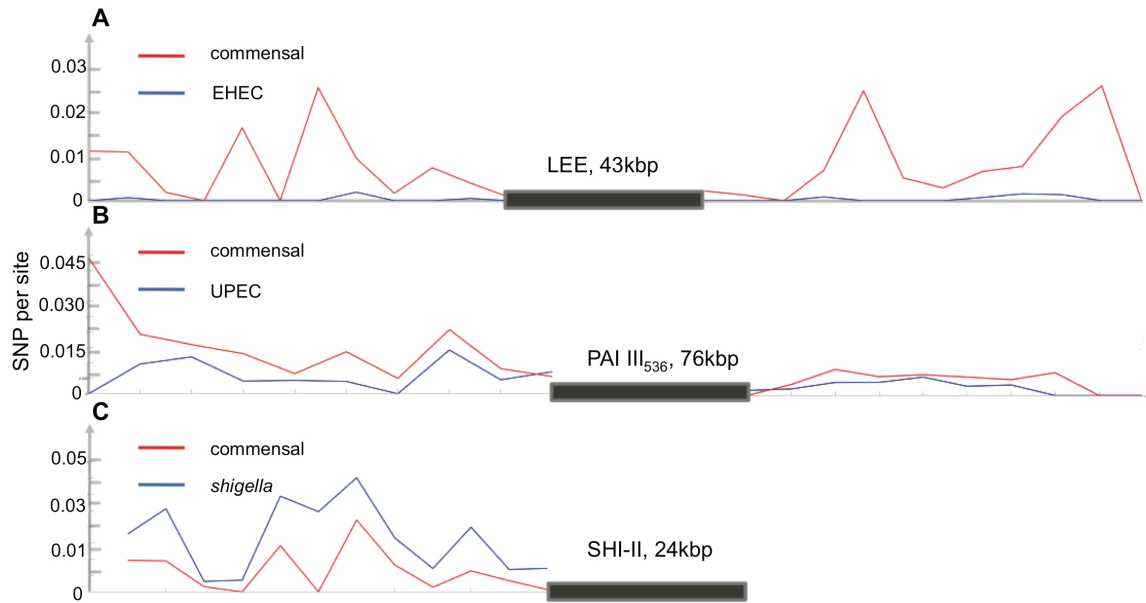 A
commensal
EHEC
0.03
0.02
0.01
0
LEE, 43kbp
B
commensal
UPEC
0.045
0.030
0.015
0
PAI III536, 76kbp
SNP per site
C
commensal
shigella
0.05
0.03
0.01
0
SHI-II, 24kbp